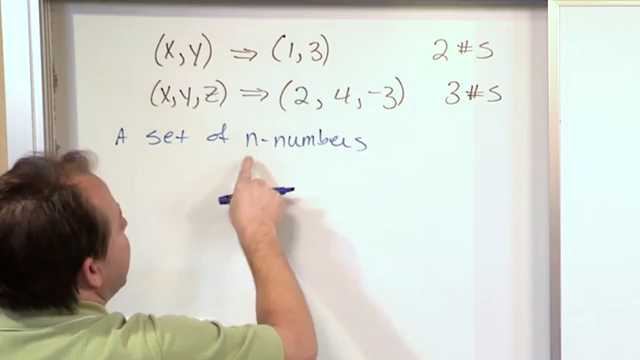 (x,y) ⇒ (1,3) 2 #s
(x,y,z) ⇒ (2, 4, -3) 3 #s
A set of n-numbers